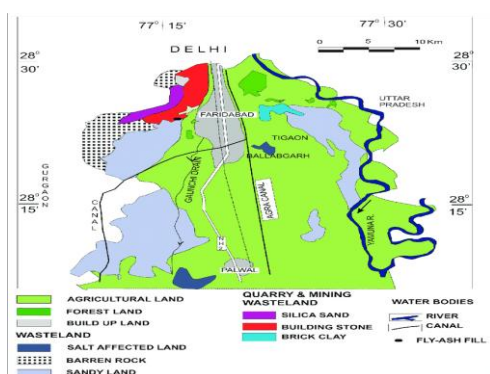 77° 15'
77° 30'
DELHI
0 5 10 Km
28°
30'
28°
30'
UTTAR
PRADESH
FARIDABAD
TIGAON
BALLABGARH
GURGAON
CANAL
GAUNCHI DRAIN
AGRA CANAL
YAMUNA R.
28°
15'
28°
15'
PALWAL
AGRICULTURAL LAND
FOREST LAND
BUILD UP LAND
WASTELAND
SALT AFFECTED LAND
BARREN ROCK
SANDY LAND
QUARRY & MINING
WASTELAND
SILICA SAND
BUILDING STONE
BRICK CLAY
WATER BODIES
RIVER
CANAL
FLY-ASH FILL